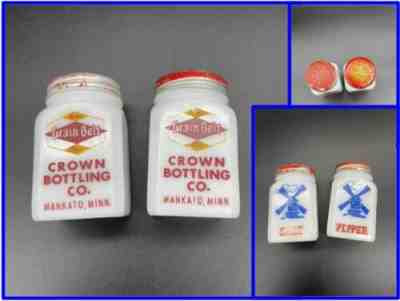 Grain Belt
CROWN
BOTTLING
CO.
MANKATO, MINN.
Grain Belt
CROWN
BOTTLING
CO.
MANKATO, MINN.
PEPPER